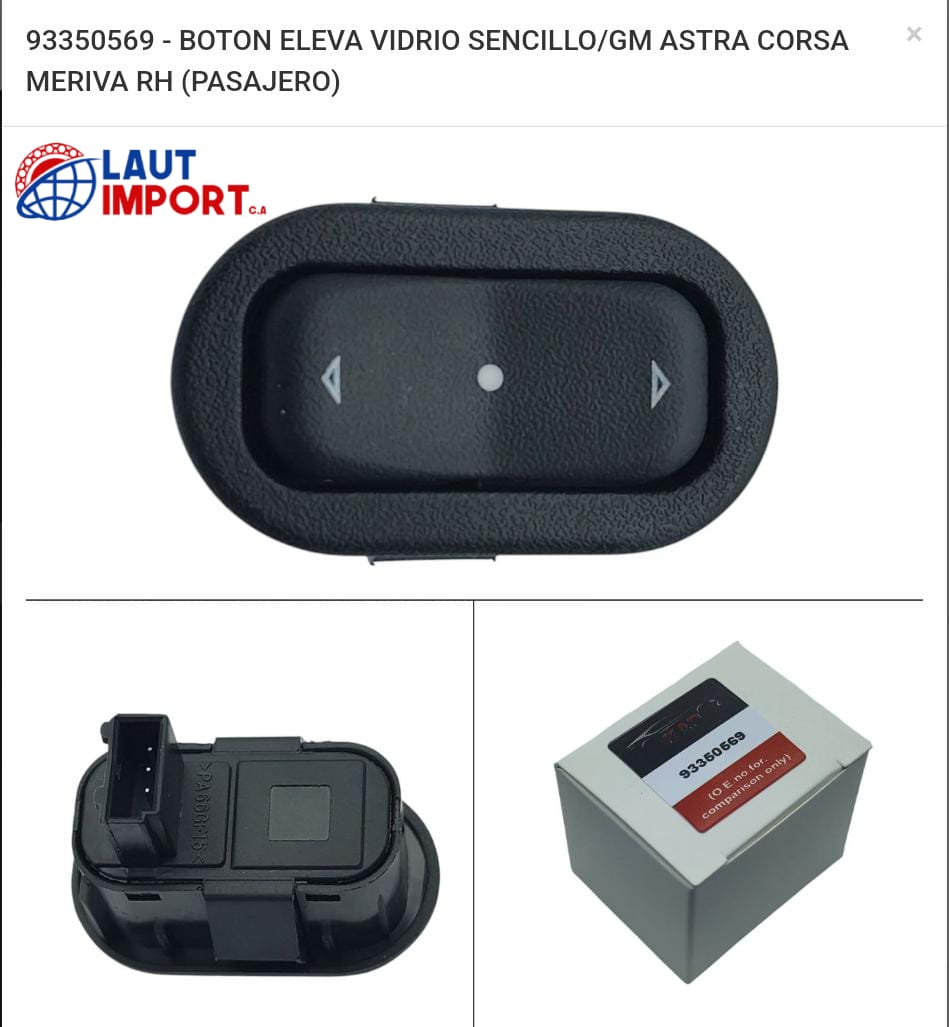 93350569 - BOTON ELEVA VIDRIO SENCILLO/GM ASTRA CORSA
MERIVA RH (PASAJERO)
×
LAUT
IMPORT C.A
>PA66GF15<
93350569
(O.E.no for.
comparison only)